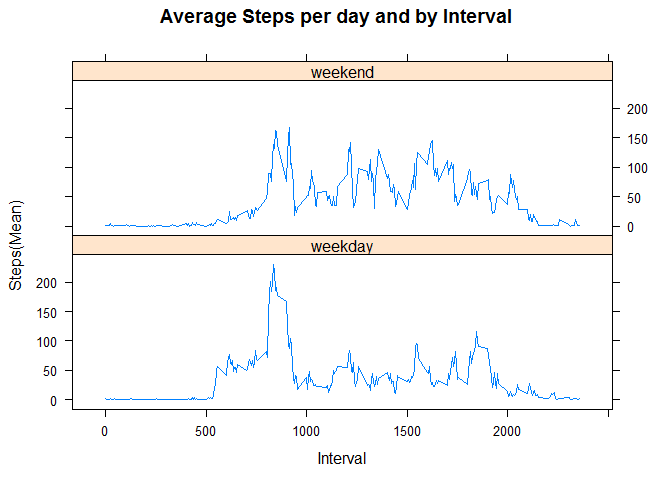 Average Steps per day and by Interval
weekend
200
150
100
50
0
weekday
200
150
100
50
0
Steps(Mean)
0 500 1000 1500 2000
Interval